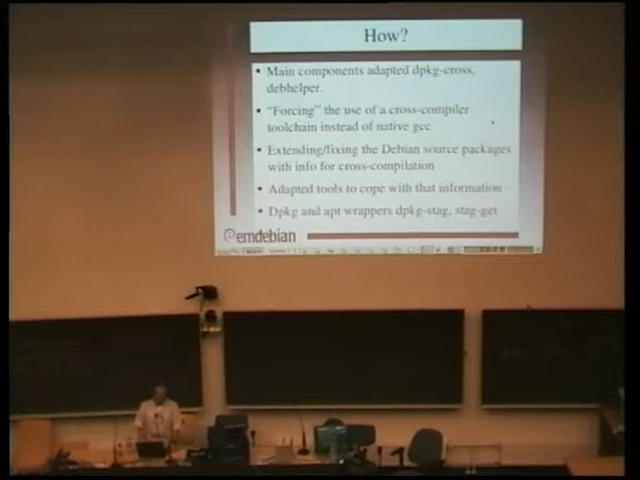 How?
• Main components adapted dpkg-cross,
debhelper.
• "Forcing" the use of a cross-compiler
toolchain instead of native gcc
• Extending/fixing the Debian source packages
with info for cross-compilation
• Adapted tools to cope with that information
• Dpkg and apt wrappers dpkg-stag, stag-get
emdebian